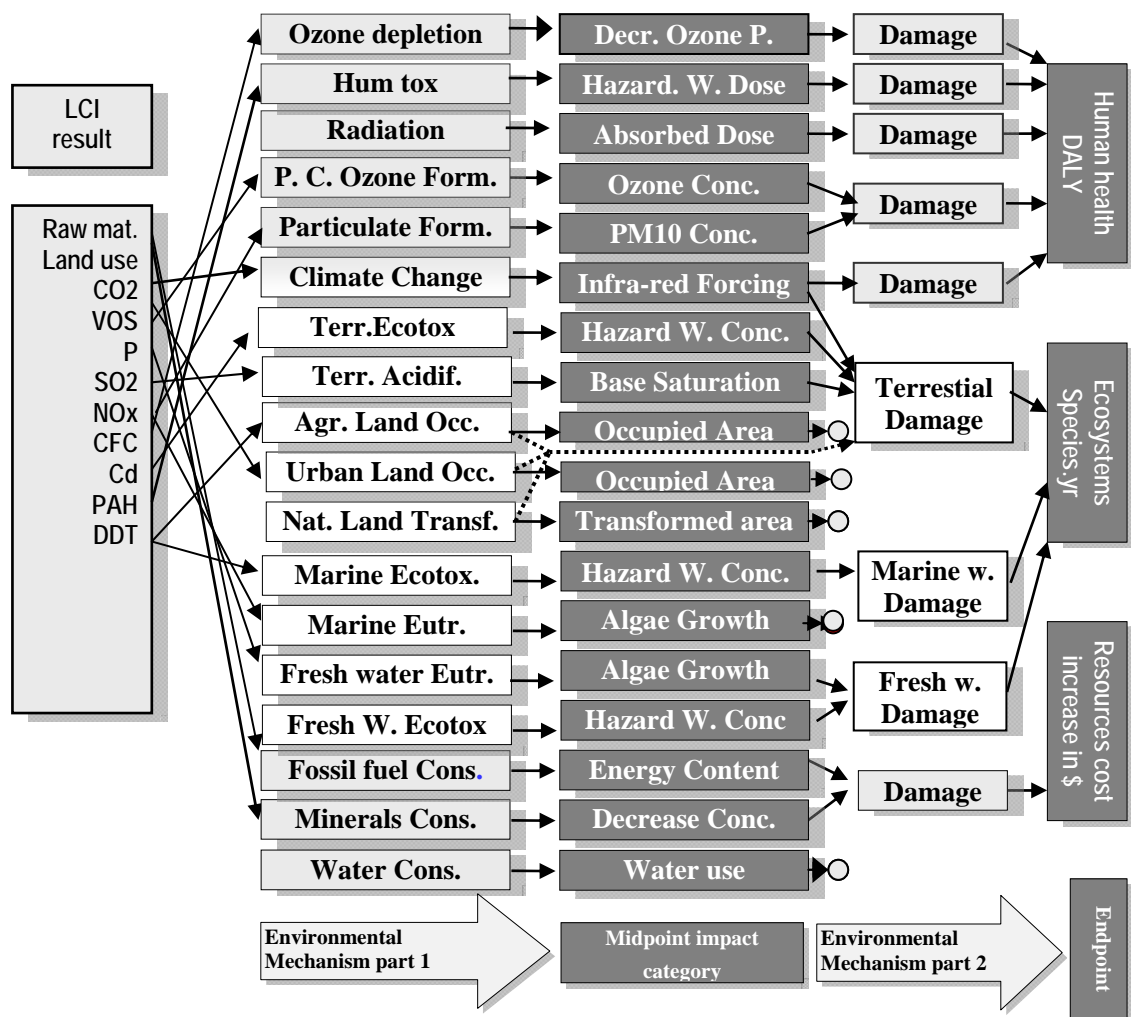 LCI
result
Raw mat.
Land use
CO2
VOS
P
SO2
NOx
CFC
Cd
PAH
DDT
Ozone depletion
Hum tox
Radiation
P. C. Ozone Form.
Particulate Form.
Climate Change
Terr.Ecotox
Terr. Acidif.
Agr. Land Occ.
Urban Land Occ.
Nat. Land Transf.
Marine Ecotox.
Marine Eutr.
Fresh water Eutr.
Fresh W. Ecotox
Fossil fuel Cons.
Minerals Cons.
Water Cons.
Decr. Ozone P.
Hazard. W. Dose
Absorbed Dose
Ozone Conc.
PM10 Conc.
Infra-red Forcing
Hazard W. Conc.
Base Saturation
Occupied Area
Occupied Area
Transformed area
Hazard W. Conc.
Algae Growth
Algae Growth
Hazard W. Conc
Energy Content
Decrease Conc.
Water use
Damage
Damage
Damage
Damage
Damage
Terrestial
Damage
Marine w.
Damage
Fresh w.
Damage
Damage
Human health
DALY
Ecosystems
Species.yr
Resources cost
increase in $
Environmental
Mechanism part 1
Midpoint impact
category
Environmental
Mechanism part 2
Endpoint